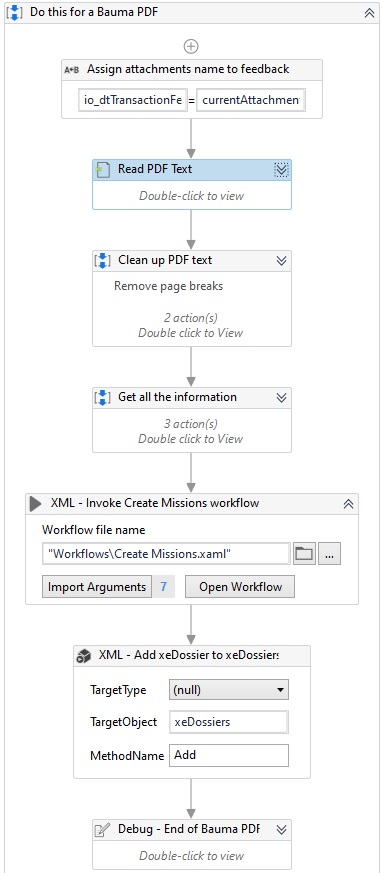 Do this for a Bauma PDF
A•B Assign attachments name to feedback
io_dtTransactionFe = currentAttachment
Read PDF Text
Double-click to view
Clean up PDF text
Remove page breaks
2 action(s)
Double click to View
Get all the information
3 action(s)
Double click to View
XML - Invoke Create Missions workflow
Workflow file name
"Workflows\Create Missions.xaml"
...
Import Arguments 7 Open Workflow
XML - Add xeDossier to xeDossiers
TargetType (null)
TargetObject xeDossiers
MethodName Add
Debug - End of Bauma PDF
Double-click to view